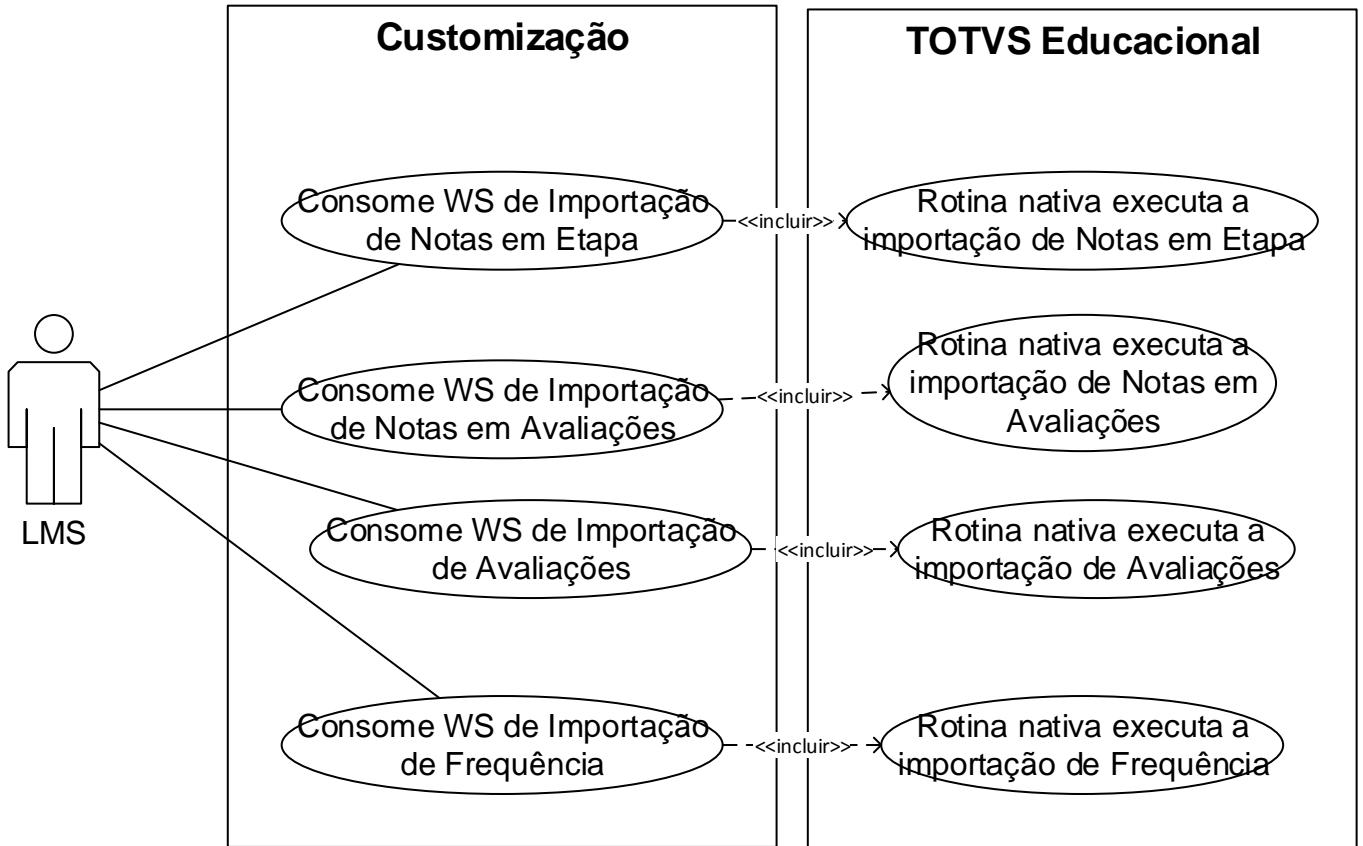 Customização
TOTVS Educacional
Consome WS de Importação
de Notas em Etapa
<<incluir>>
Rotina nativa executa a
importação de Notas em Etapa
Consome WS de Importação
de Notas em Avaliações
<<incluir>>
Rotina nativa executa a
importação de Notas em
Avaliações
LMS
Consome WS de Importação
de Avaliações
<<incluir>>
Rotina nativa executa a
importação de Avaliações
Consome WS de Importação
de Frequência
<<incluir>>
Rotina nativa executa a
importação de Frequência